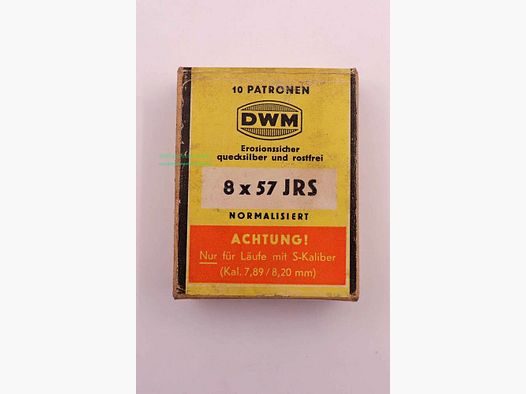 10 PATRONEN
DWM
Erosionssicher
quecksilber und rostfrei
8 x 57 JRS
NORMALISIERT
ACHTUNG!
Nur für Läufe mit S-Kaliber
(Kal. 7,89/8,20 mm)